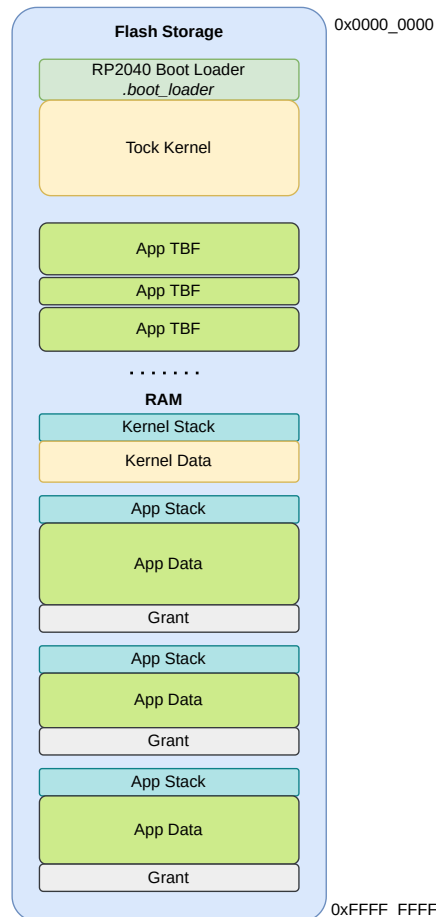 Flash Storage
0x0000_0000
RP2040 Boot Loader
.boot_loader
Tock Kernel
App TBF
App TBF
App TBF
.......
RAM
Kernel Stack
Kernel Data
App Stack
App Data
Grant
App Stack
App Data
Grant
App Stack
App Data
Grant
0xFFFF_FFFF